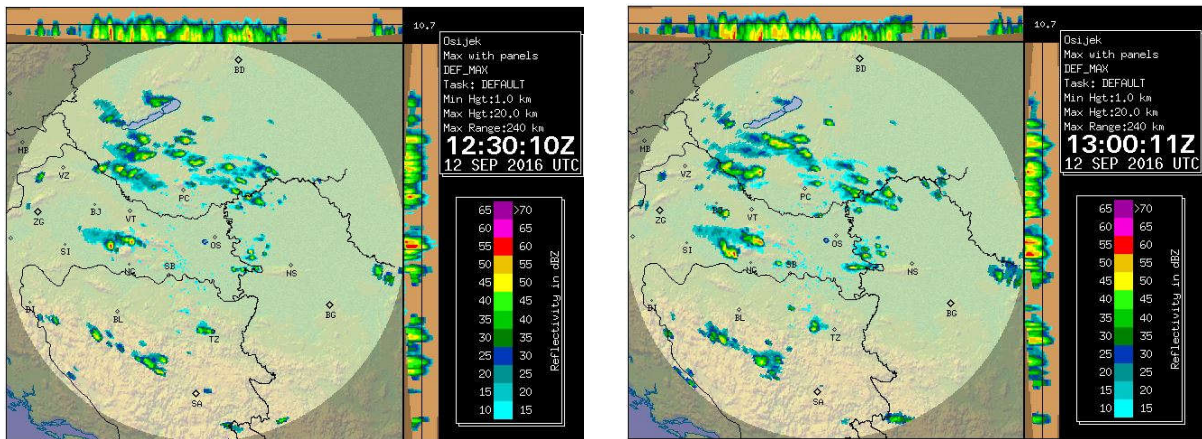 10.7
Osijek
Max with panels
DEF_MAX
Task: DEFAULT
Min Hgt:1.0 km
Max Hgt:20.0 km
Max Range:240 km
12:30:10Z
12 SEP 2016 UTC
BD
MB
VZ
ZG
BJ
VT
PC
SI
OS
NG
SB
NS
BI
BL
TZ
BG
SA
65 >70
60 65
55 60
50 55
45 50
40 45
35 40
30 35
25 30
20 25
15 20
10 15
Reflectivity in dBZ
10.7
Osijek
Max with panels
DEF_MAX
Task: DEFAULT
Min Hgt:1.0 km
Max Hgt:20.0 km
Max Range:240 km
13:00:11Z
12 SEP 2016 UTC
BD
MB
VZ
ZG
VT
PC
SI
OS
NG
SB
NS
BI
BL
TZ
BG
SA
65 >70
60 65
55 60
50 55
45 50
40 45
35 40
30 35
25 30
20 25
15 20
10 15
Reflectivity in dBZ